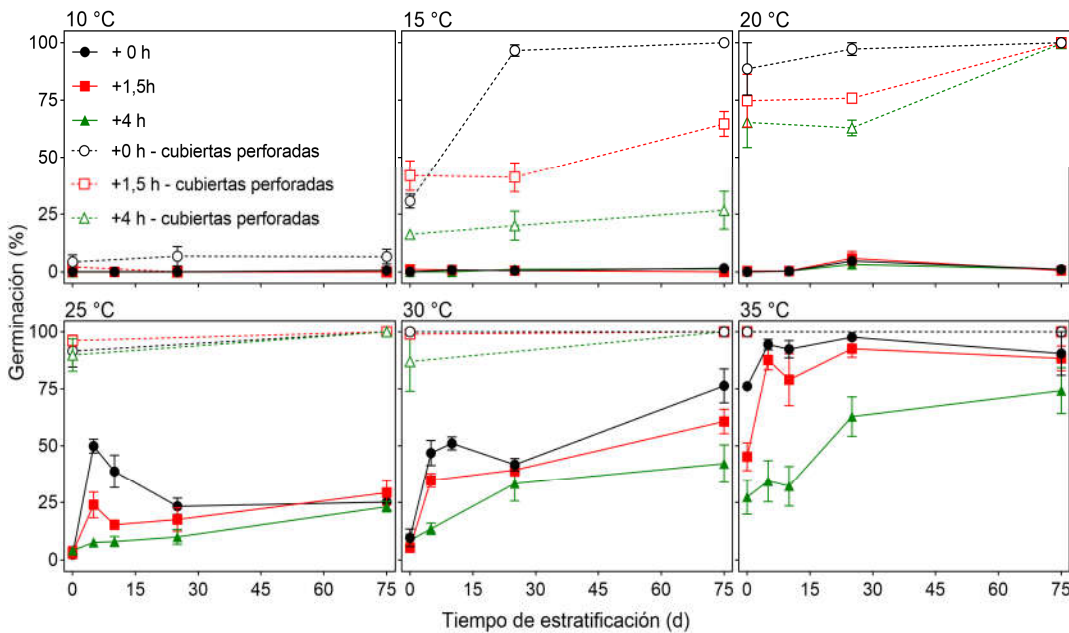 10 °C
15 °C
20 °C
100
75
50
25
0
+ 0 h
+1,5h
+4 h
+0 h - cubiertas perforadas
+1,5 h - cubiertas perforadas
+4 h - cubiertas perforadas
Germinación (%)
25 °C
30 °C
35 °C
100
75
50
25
0
0 15 30 45 60 75
0 15 30 45 60 75
0 15 30 45 60 75
Tiempo de estratificación (d)